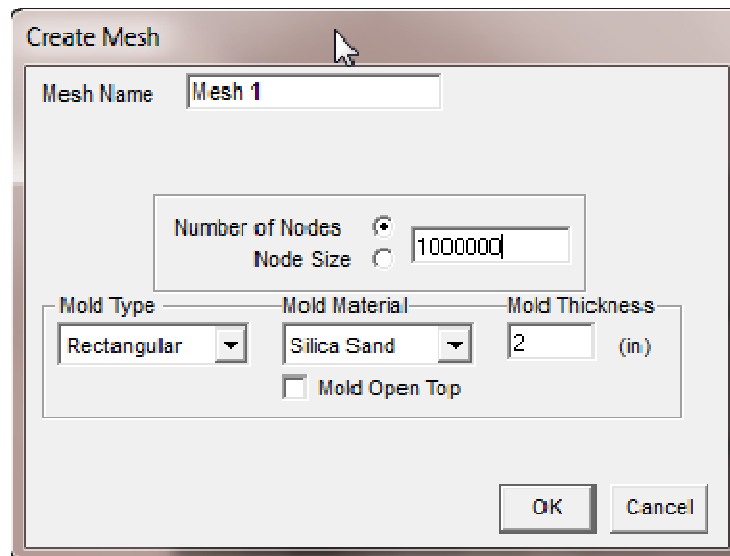 Create Mesh
Mesh Name Mesh 1
Number of Nodes 1000000
Node Size
Mold Type Mold Material Mold Thickness
Rectangular Silica Sand 2 (in)
Mold Open Top
OK Cancel